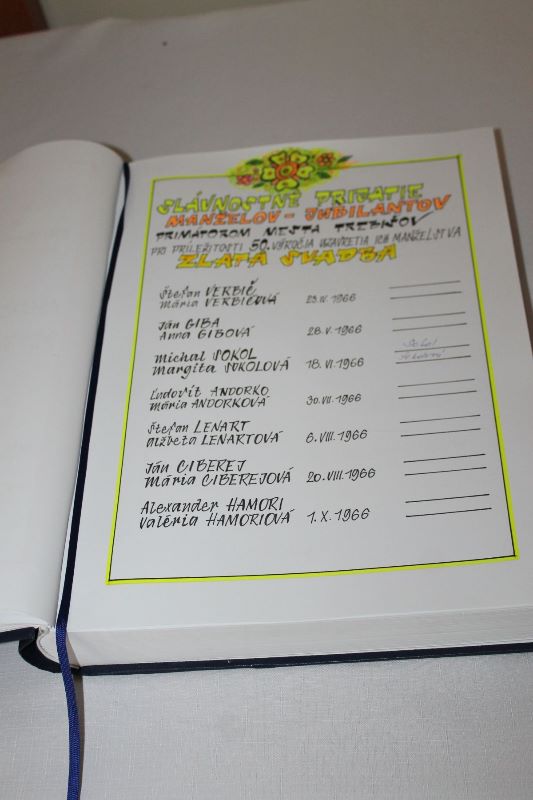 SLÁVNOSTNÉ PRIJATIE
MANŽELOV - JUBILANTOV
PRIMÁTOROM MESTA TREBIŠOV
PRI PRÍLEŽITOSTI 50. VÝROČIA UZAVRETIA ICH MANŽELSTVA
ZLATÁ SVADBA
Štefan VERBIČ
Mária VERBIČOVÁ 23.IV.1966
Ján GIBA
Anna GIBOVÁ 28.V.1966
Michal SOKOL Sokol
Margita SOKOLOVÁ 18.VI.1966 Sokolová
Ľudovít ANDORKO
Mária ANDORKOVÁ 30.VII.1966
Štefan LENART
Alžbeta LENARTOVÁ 6.VIII.1966
Ján CIBEREJ
Mária CIBEREJOVÁ 20.VIII.1966
Alexander HAMORI
Valéria HAMORIOVÁ 1.X.1966